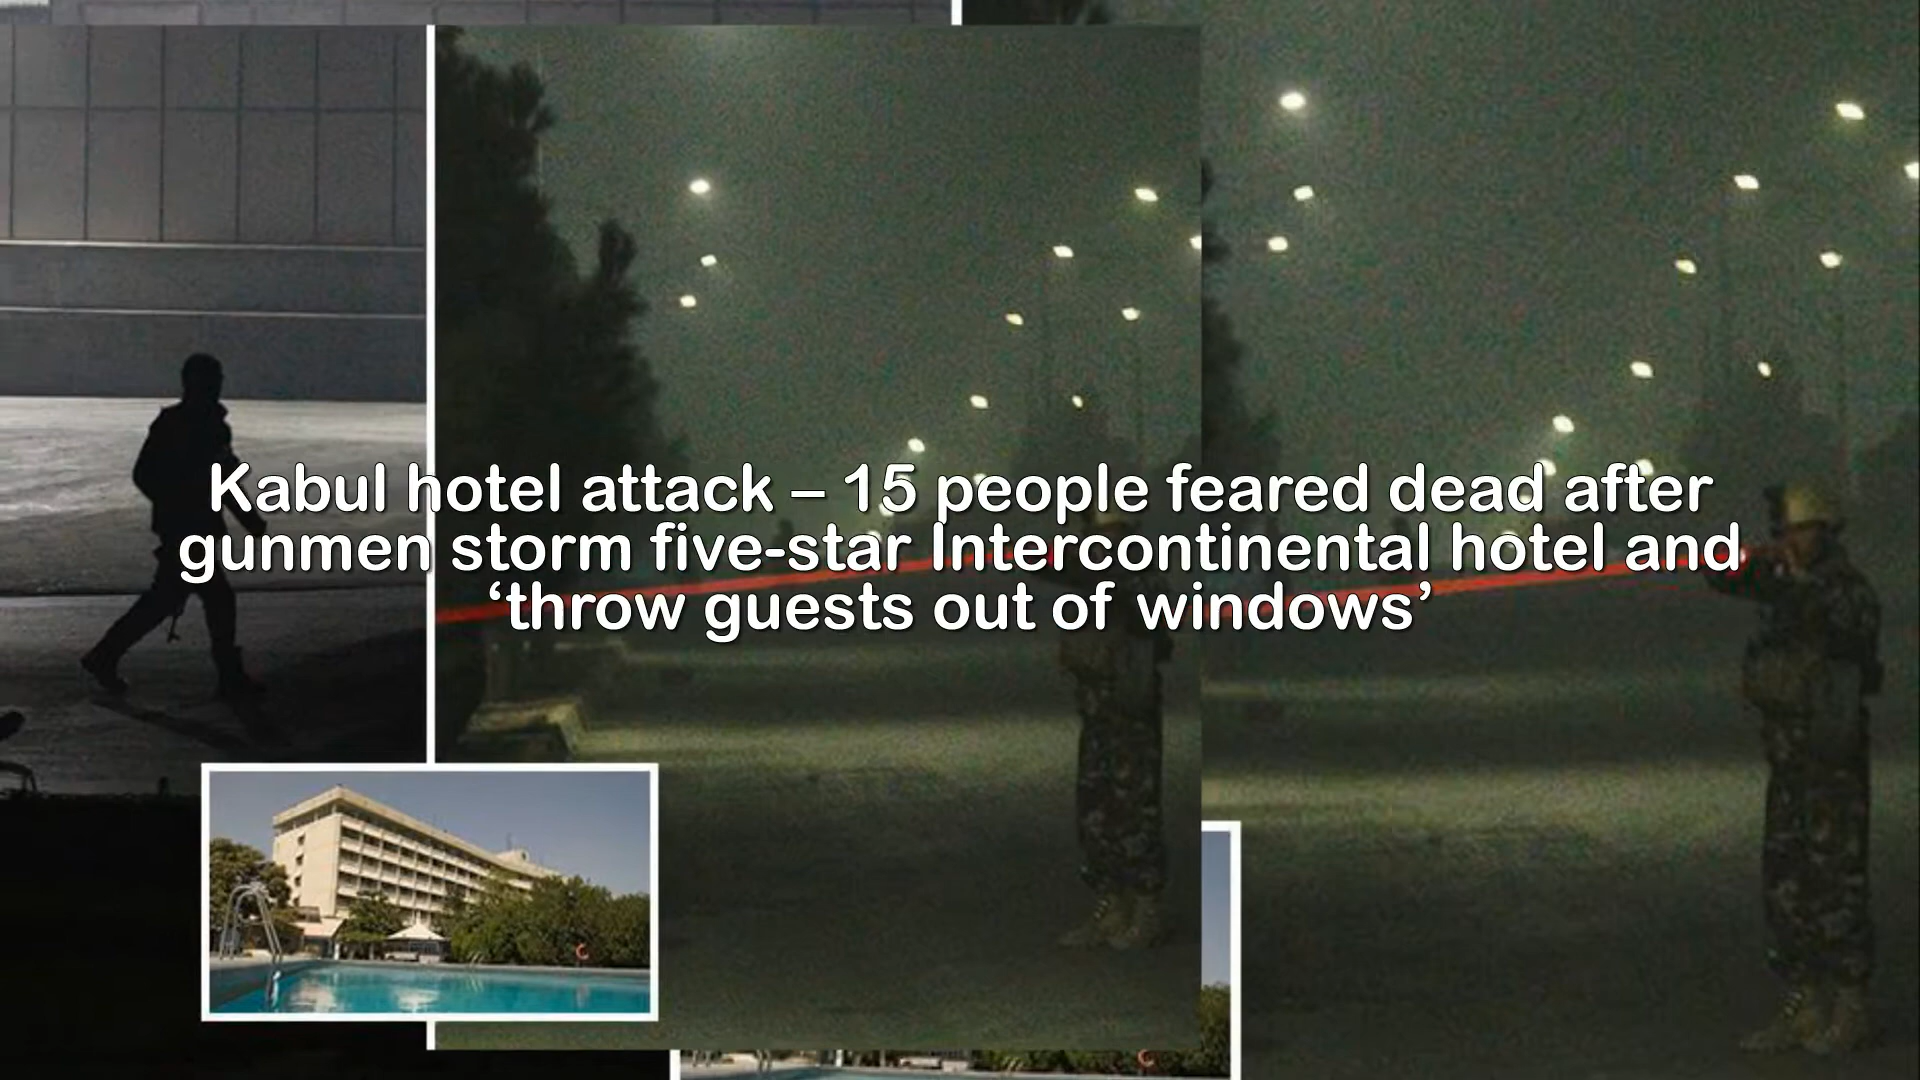 Kabul hotel attack – 15 people feared dead after
gunmen storm five-star Intercontinental hotel and
‘throw guests out of windows’